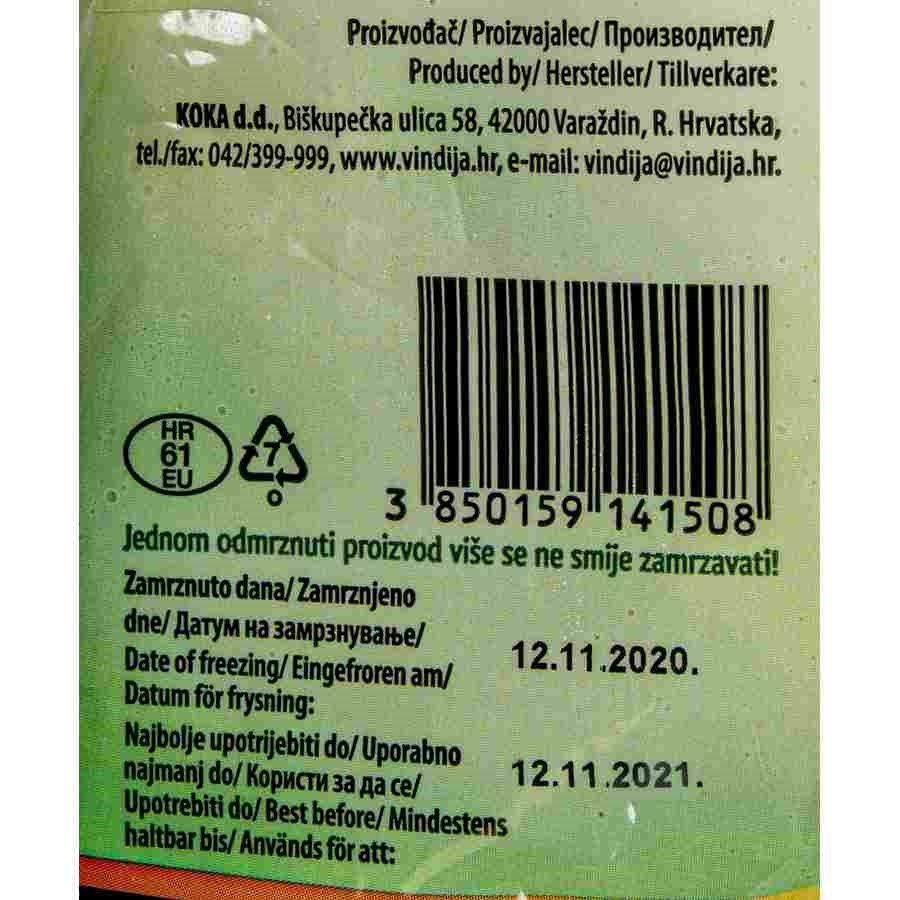 Proizvođač/ Proizvajalec/ Производител/
Produced by/ Hersteller/ Tillverkare:
KOKA d.d., Biškupečka ulica 58, 42000 Varaždin, R. Hrvatska,
tel./fax: 042/399-999, www.vindija.hr, e-mail: vindija@vindija.hr.
HR
61
EU
7
O
3 850159 141508
Jednom odmrznuti proizvod više se ne smije zamrzavati!
Zamrznuto dana/ Zamrznjeno
dne/ Датум на замрзнување/
Date of freezing/ Eingefroren am/
Datum för frysning:
12.11.2020.
Najbolje upotrijebiti do/ Uporabno
najmanj do/ Користи за да се/
Upotrebiti do/ Best before/ Mindestens
haltbar bis/ Används för att:
12.11.2021.